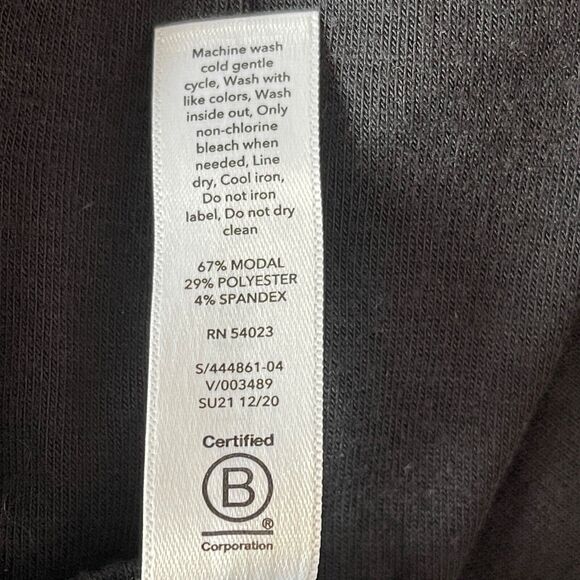 Machine wash
cold gentle
cycle, Wash with
like colors, Wash
inside out, Only
non-chlorine
bleach when
needed, Line
dry, Cool iron,
Do not iron
label, Do not dry
clean
67% MODAL
29% POLYESTER
4% SPANDEX
RN 54023
S/444861-04
V/003489
SU21 12/20
Certified
B
®
Corporation